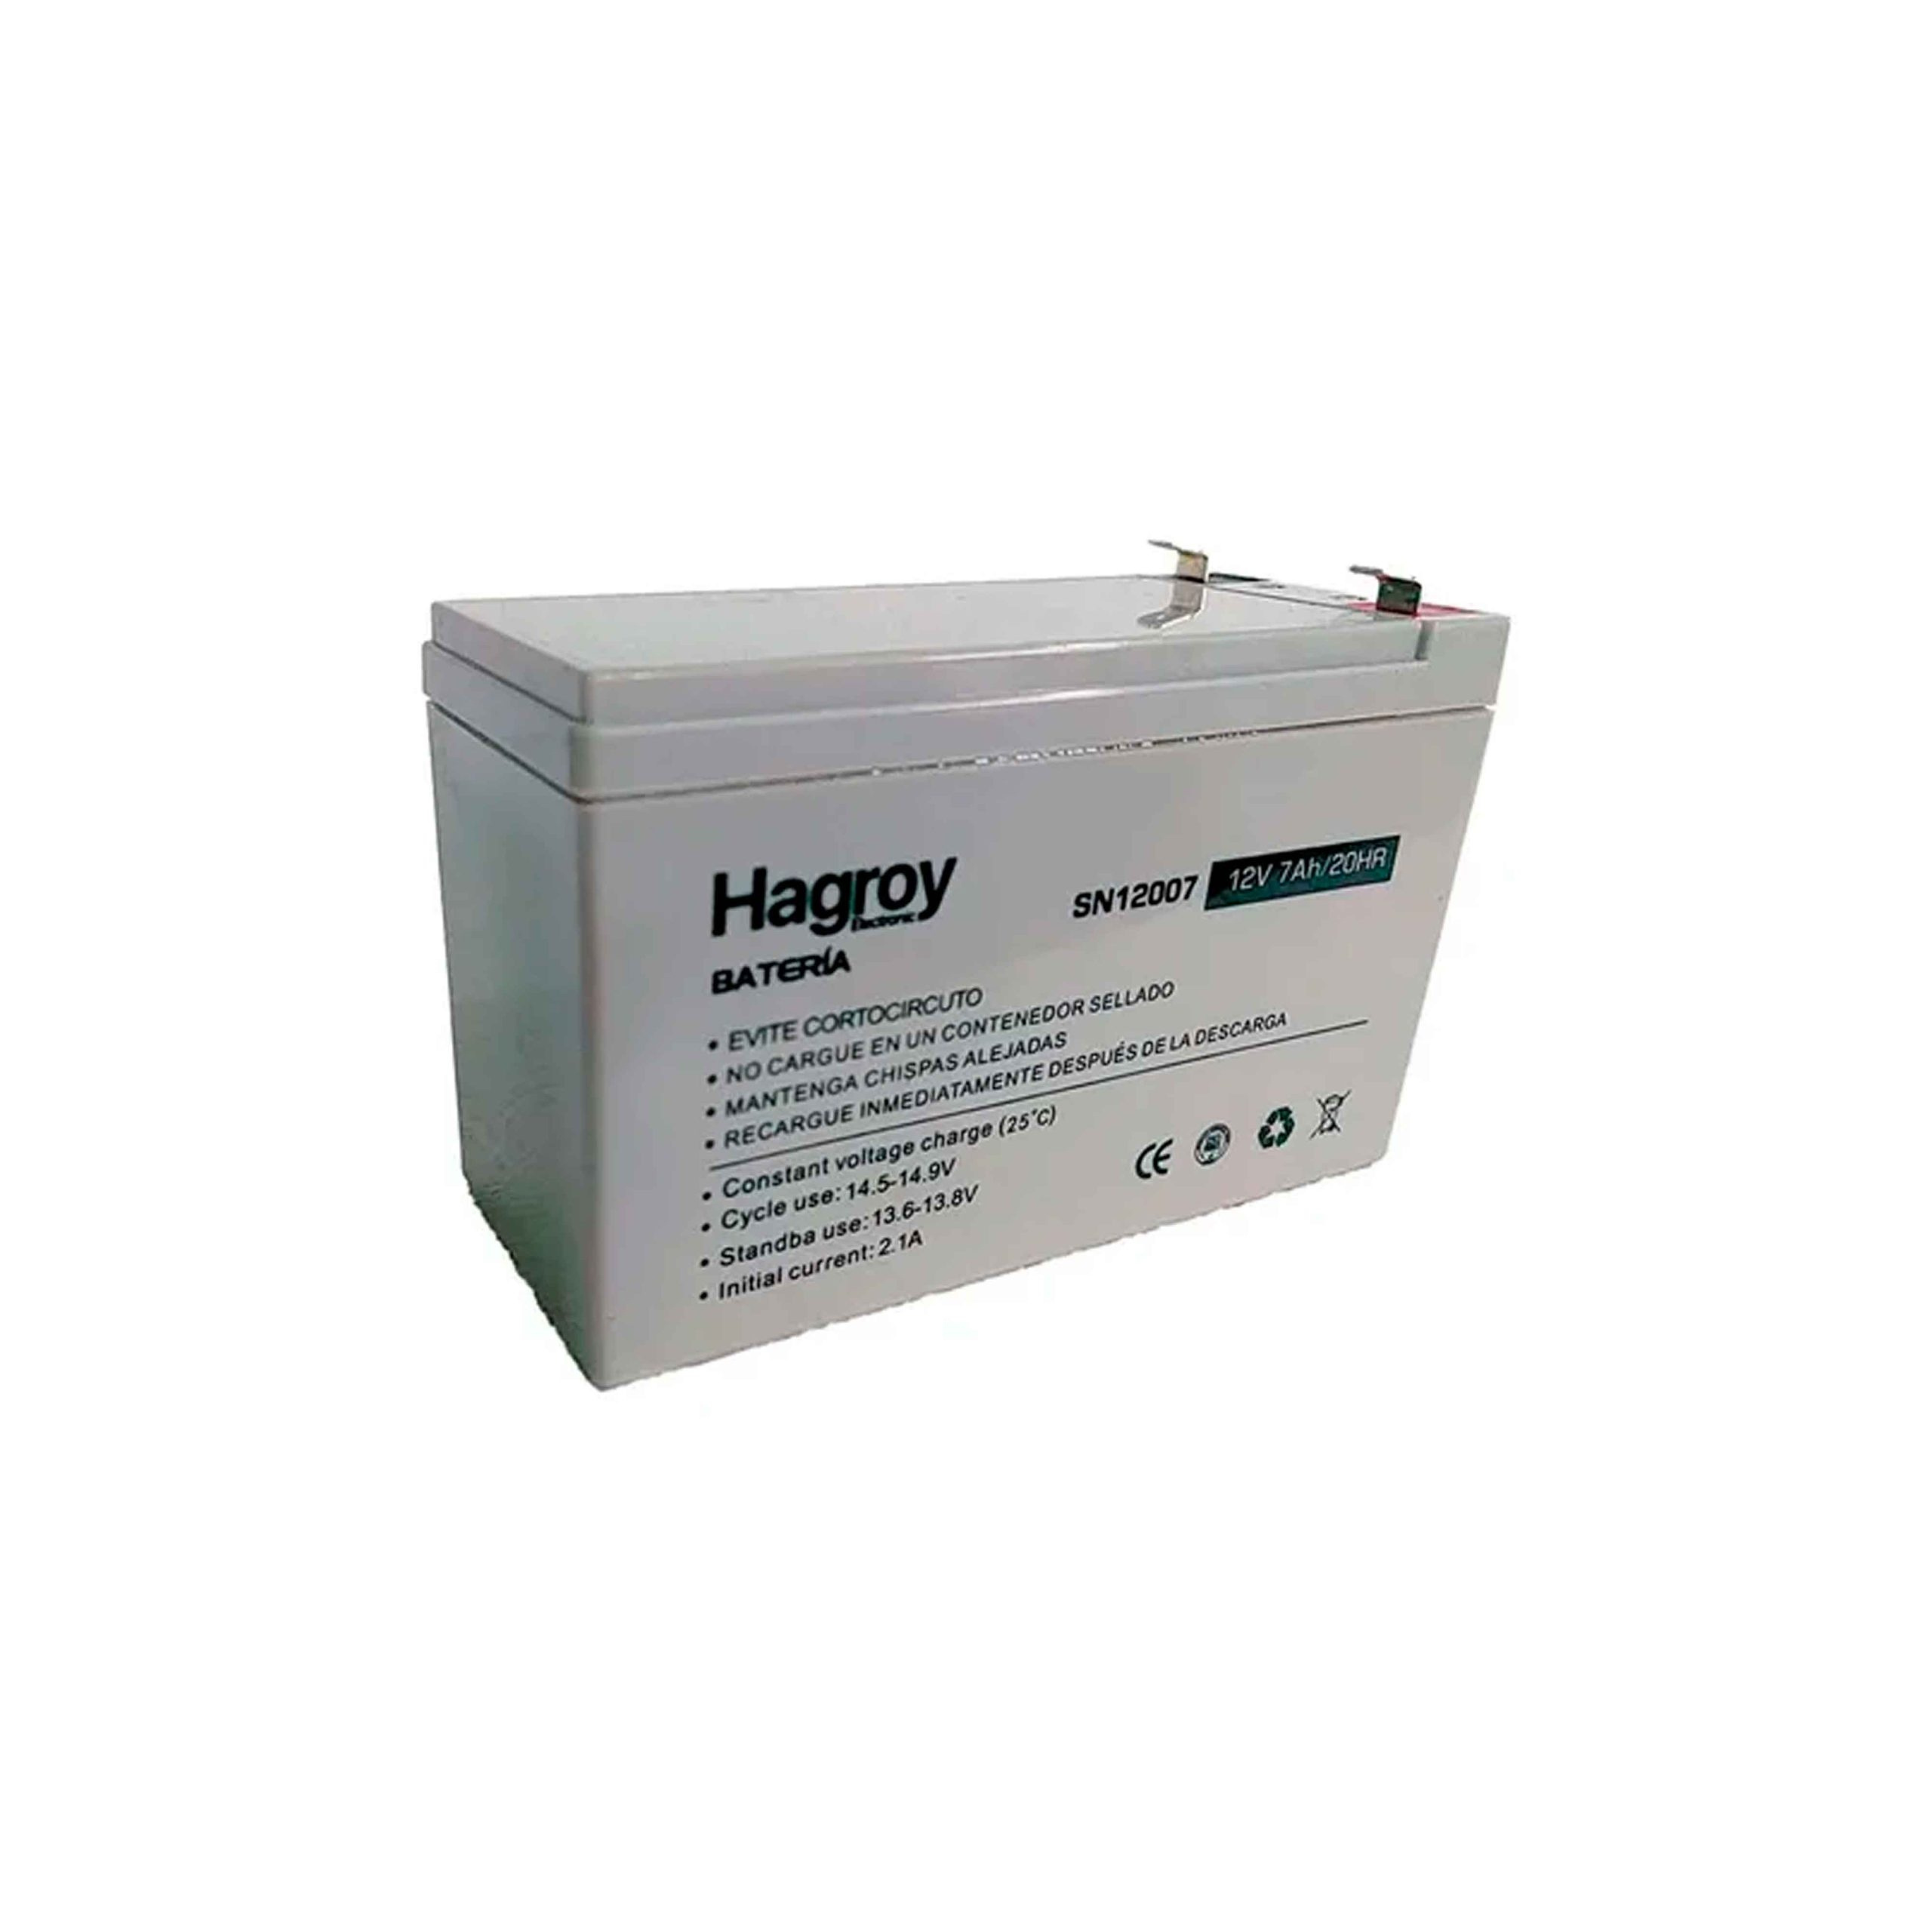 Hagroy
Electronic
BATERÍA
SN12007 12V 7Ah/20HR
• EVITE CORTOCIRCUTO
• NO CARGUE EN UN CONTENEDOR SELLADO
• MANTENGA CHISPAS ALEJADAS
• RECARGUE INMEDIATAMENTE DESPUÉS DE LA DESCARGA
• Constant voltage charge (25°C)
• Cycle use: 14.5-14.9V
• Standba use: 13.6-13.8V
• Initial current: 2.1A
CE